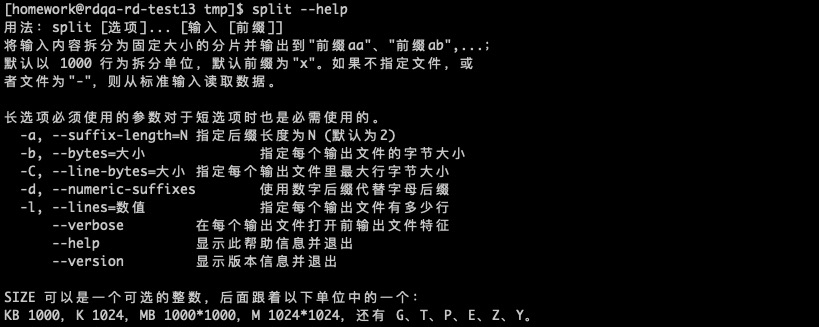 [homework@rdqa-rd-test13 tmp]$ split --help
用法：split [选项]... [输入 [前缀]]
将输入内容拆分为固定大小的分片并输出到"前缀aa"、"前缀ab",...;
默认以 1000 行为拆分单位，默认前缀为"x"。如果不指定文件，或
者文件为"-"，则从标准输入读取数据。

长选项必须使用的参数对于短选项时也是必需使用的。
  -a, --suffix-length=N 指定后缀长度为N (默认为2)
  -b, --bytes=大小            指定每个输出文件的字节大小
  -C, --line-bytes=大小 指定每个输出文件里最大行字节大小
  -d, --numeric-suffixes      使用数字后缀代替字母后缀
  -l, --lines=数值            指定每个输出文件有多少行
      --verbose         在每个输出文件打开前输出文件特征
      --help            显示此帮助信息并退出
      --version         显示版本信息并退出

SIZE 可以是一个可选的整数，后面跟着以下单位中的一个：
KB 1000, K 1024, MB 1000*1000, M 1024*1024, 还有 G、T、P、E、Z、Y。